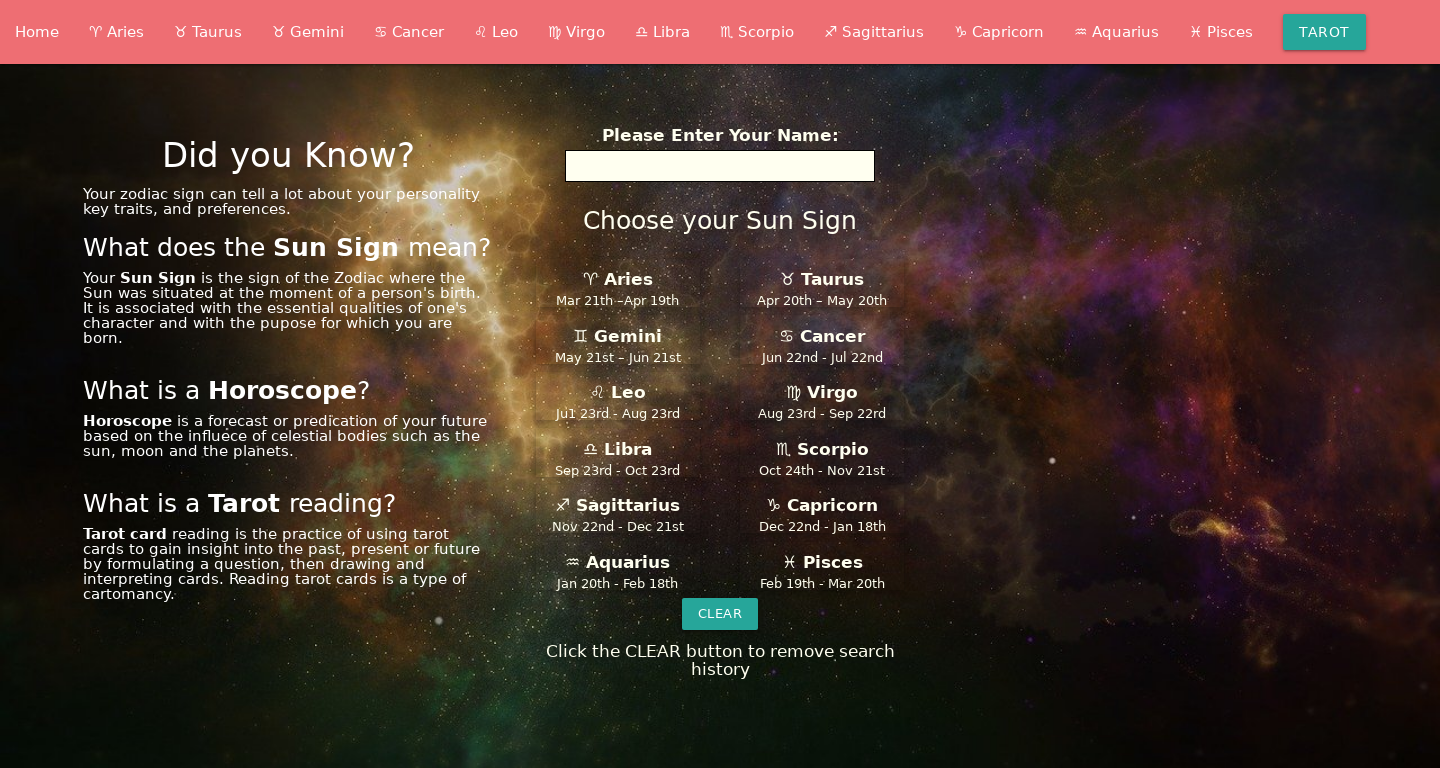 Home ♈ Aries ♉ Taurus ♉ Gemini ♋ Cancer ♌ Leo ♍ Virgo ♎ Libra ♏ Scorpio ♐ Sagittarius ♑ Capricorn ♒ Aquarius ♓ Pisces TAROT
Did you Know?
Your zodiac sign can tell a lot about your personality
key traits, and preferences.
What does the Sun Sign mean?
Your Sun Sign is the sign of the Zodiac where the
Sun was situated at the moment of a person's birth.
It is associated with the essential qualities of one's
character and with the pupose for which you are
born.
What is a Horoscope?
Horoscope is a forecast or predication of your future
based on the influece of celestial bodies such as the
sun, moon and the planets.
What is a Tarot reading?
Tarot card reading is the practice of using tarot
cards to gain insight into the past, present or future
by formulating a question, then drawing and
interpreting cards. Reading tarot cards is a type of
cartomancy.
Please Enter Your Name:
Choose your Sun Sign
♈ Aries
Mar 21th –Apr 19th
♉ Taurus
Apr 20th – May 20th
♊ Gemini
May 21st – Jun 21st
♋ Cancer
Jun 22nd - Jul 22nd
♌ Leo
Ju1 23rd - Aug 23rd
♍ Virgo
Aug 23rd - Sep 22rd
♎ Libra
Sep 23rd - Oct 23rd
♏ Scorpio
Oct 24th - Nov 21st
♐ Sagittarius
Nov 22nd - Dec 21st
♑ Capricorn
Dec 22nd - Jan 18th
♒ Aquarius
Jan 20th - Feb 18th
♓ Pisces
Feb 19th - Mar 20th
CLEAR
Click the CLEAR button to remove search
history